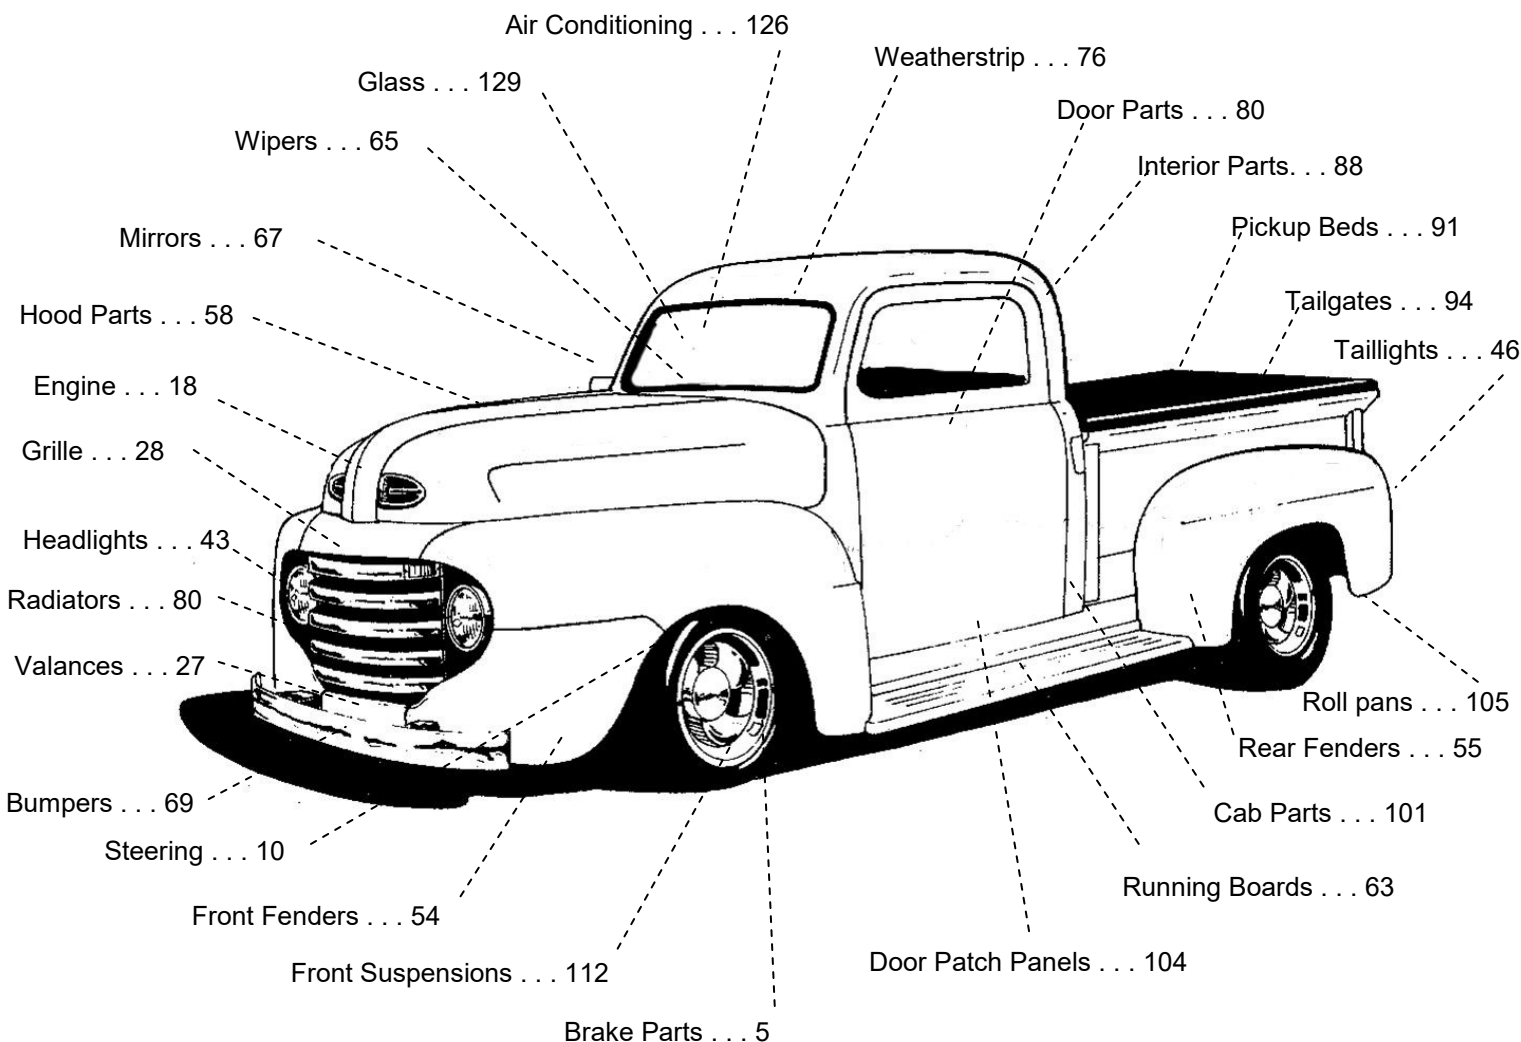 Air Conditioning . . . 126
Weatherstrip . . . 76
Glass . . . 129
Door Parts . . . 80
Wipers . . . 65
Interior Parts. . . 88
Pickup Beds . . . 91
Mirrors . . . 67
Tailgates . . . 94
Hood Parts . . . 58
Taillights . . . 46
Engine . . . 18
Grille . . . 28
Headlights . . . 43
Radiators . . . 80
Valances . . . 27
Roll pans . . . 105
Rear Fenders . . . 55
Bumpers . . . 69
Cab Parts . . . 101
Steering . . . 10
Running Boards . . . 63
Front Fenders . . . 54
Door Patch Panels . . . 104
Front Suspensions . . . 112
Brake Parts . . . 5